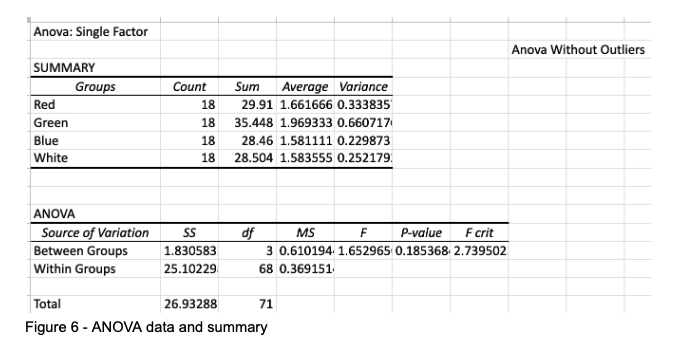 Anova: Single Factor
Anova Without Outliers
SUMMARY
Groups Count Sum Average Variance
Red 18 29.91 1.661666 0.333835
Green 18 35.448 1.969333 0.660717
Blue 18 28.46 1.581111 0.229873
White 18 28.504 1.583555 0.252179
ANOVA
Source of Variation SS df MS F P-value F crit
Between Groups 1.830583 3 0.610194 1.652965 0.185368 2.739502
Within Groups 25.10229 68 0.369151
Total 26.93288 71
Figure 6 - ANOVA data and summary